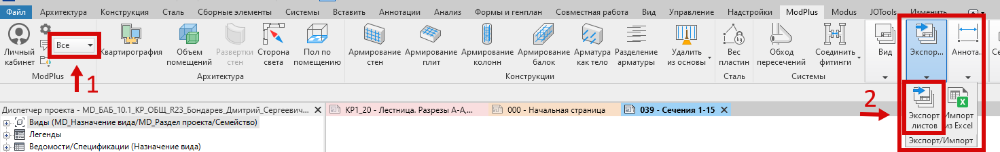 Файл Архитектура Конструкция Сталь Сборные элементы Системы Вставить Аннотации Анализ Формы и генплан Совместная работа Вид Управление Надстройки ModPlus Modus JOTools Изменить
Личный кабинет
Все
Квартирография
Объем помещений
Развертки стен
Сторона света
Пол по помещению
Армирование стен
Армирование плит
Армирование колонн
Армирование балок
Арматура как тело
Разделение арматуры
Удалить из основы
Вес пластин
Обход пересечений
Соединить фитинги
Вид
Экспор...
Аннота...
ModPlus Архитектура Конструкции Сталь Системы
1
2
Экспорт листов
Импорт из Excel
Экспорт/Импорт
Диспетчер проекта - MD_БАБ_10.1_КР_ОБЩ_R23_Бондарев_Дмитрий_Сергеевич...
КР1_20 - Лестница. Разрезы А-А,...
000 - Начальная страница
039 - Сечения 1-15
Виды (MD_Назначение вида/MD_Раздел проекта/Семейство)
Легенды
Ведомости/Спецификации (Назначение вида)